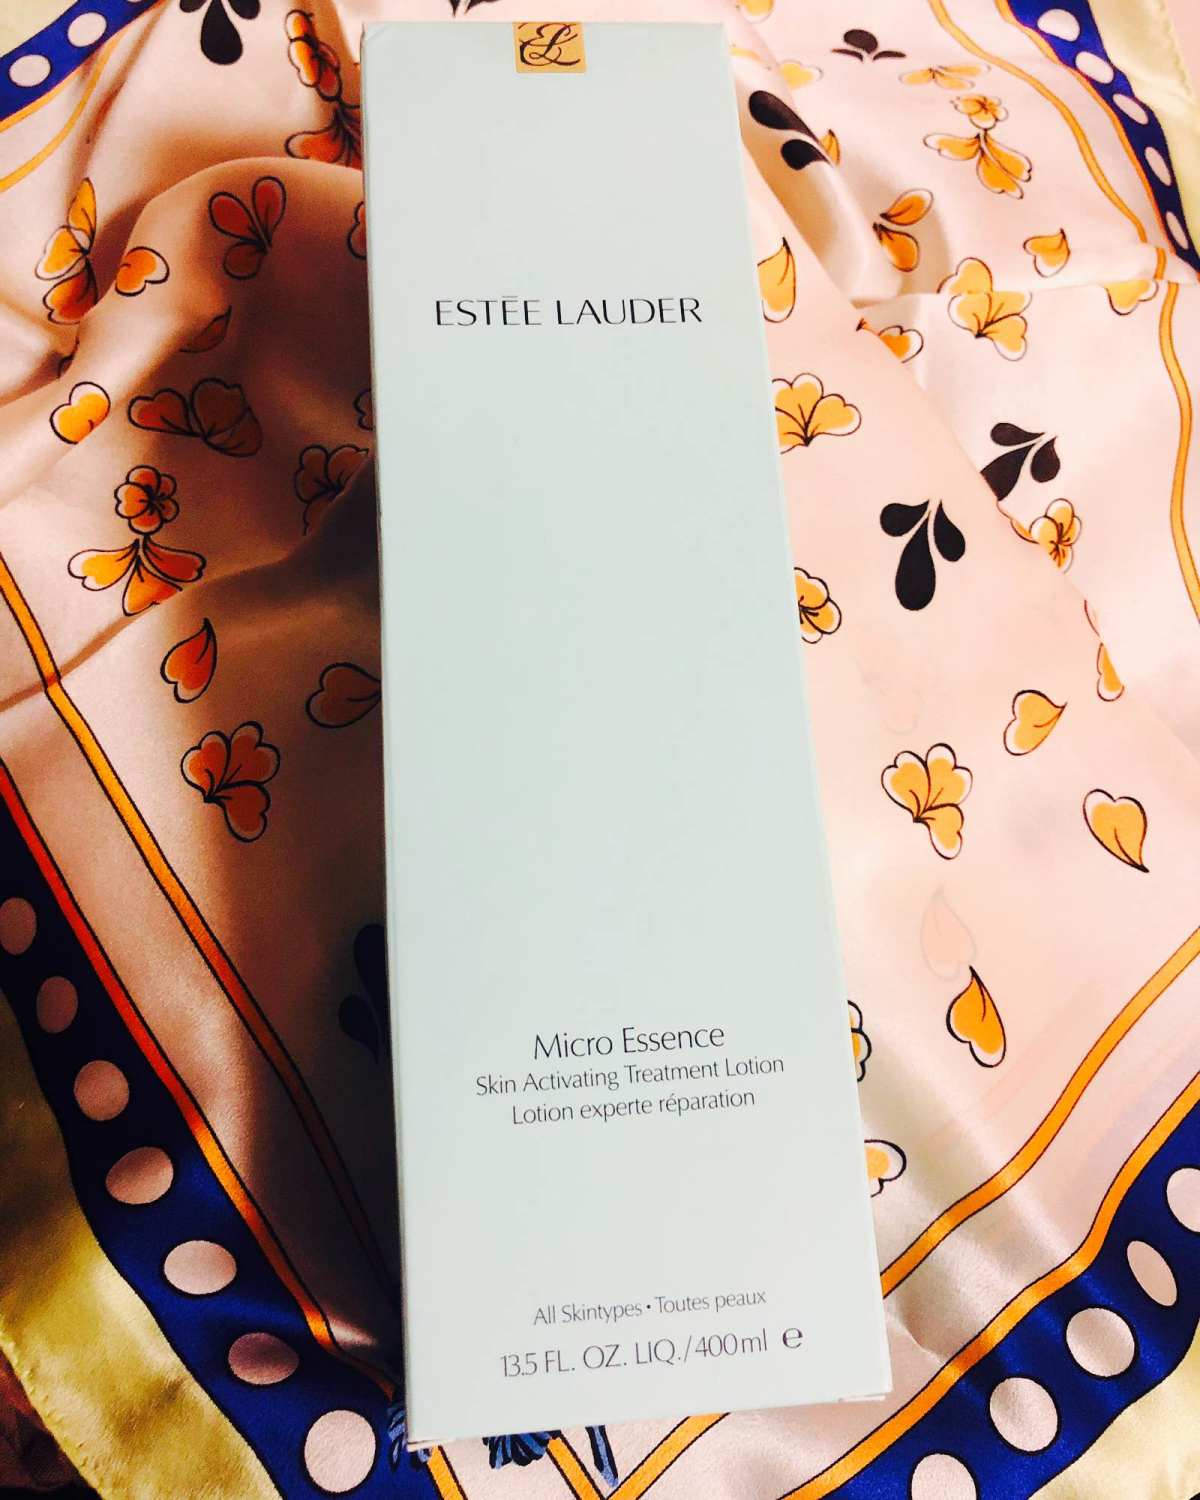 EL
ESTĒE LAUDER
Micro Essence
Skin Activating Treatment Lotion
Lotion experte réparation
All Skintypes • Toutes peaux
13.5 FL. OZ. LIQ./400ml ℮